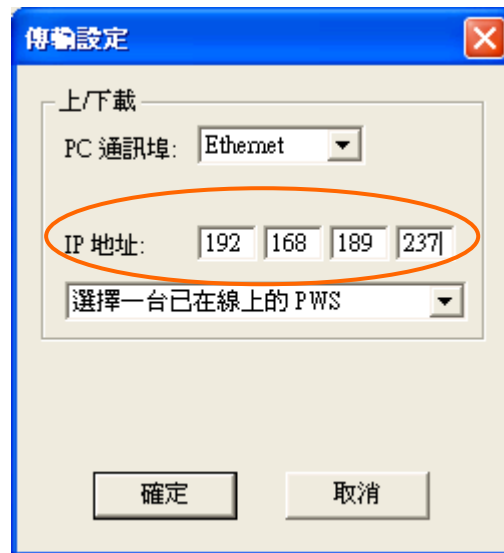 傳輸設定
上/下載
PC 通訊埠: Ethernet
IP 地址: 192 168 189 237
選擇一台已在線上的 PWS
確定 取消